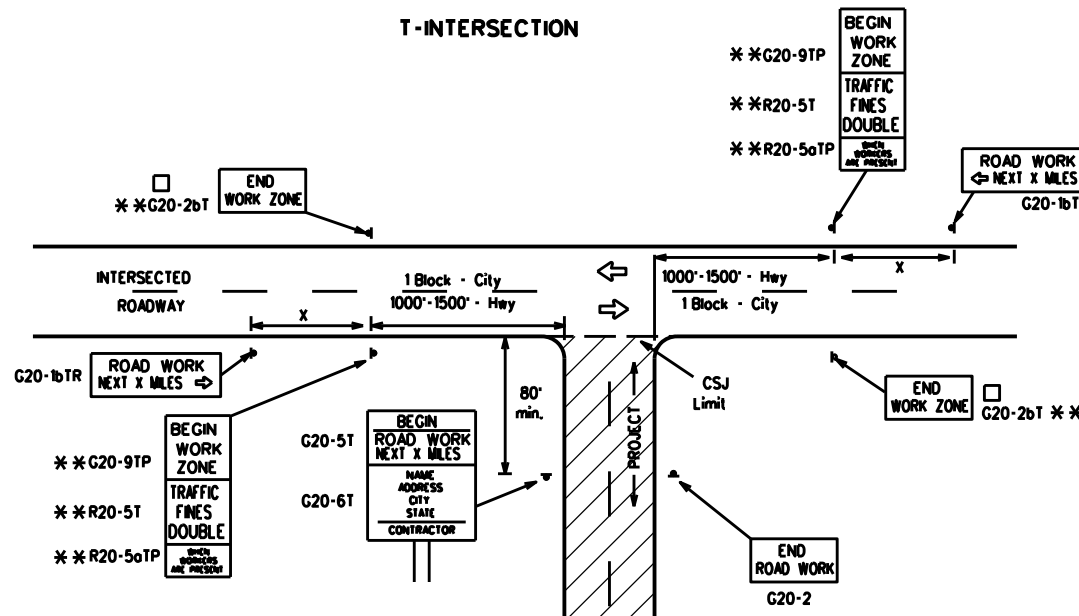 T-INTERSECTION
BEGIN
WORK
ZONE
TRAFFIC
FINES
DOUBLE
WHEN
WORKERS
ARE PRESENT
* *G20-9TP
* *R20-5T
* *R20-5aTP
ROAD WORK
⇦ NEXT X MILES
G20-1bTL
END
WORK ZONE
□
* *G20-2bT
INTERSECTED
ROADWAY
1 Block - City
1000'-1500' - Hwy
1000'-1500' - Hwy
1 Block - City
X
X
G20-1bTR
ROAD WORK
NEXT X MILES ⇨
80'
min.
CSJ
Limit
PROJECT
END
WORK ZONE
□
G20-2bT * *
BEGIN
WORK
ZONE
TRAFFIC
FINES
DOUBLE
WHEN
WORKERS
ARE PRESENT
* *G20-9TP
* *R20-5T
* *R20-5aTP
G20-5T
G20-6T
BEGIN
ROAD WORK
NEXT X MILES
NAME
ADDRESS
CITY
STATE
CONTRACTOR
END
ROAD WORK
G20-2